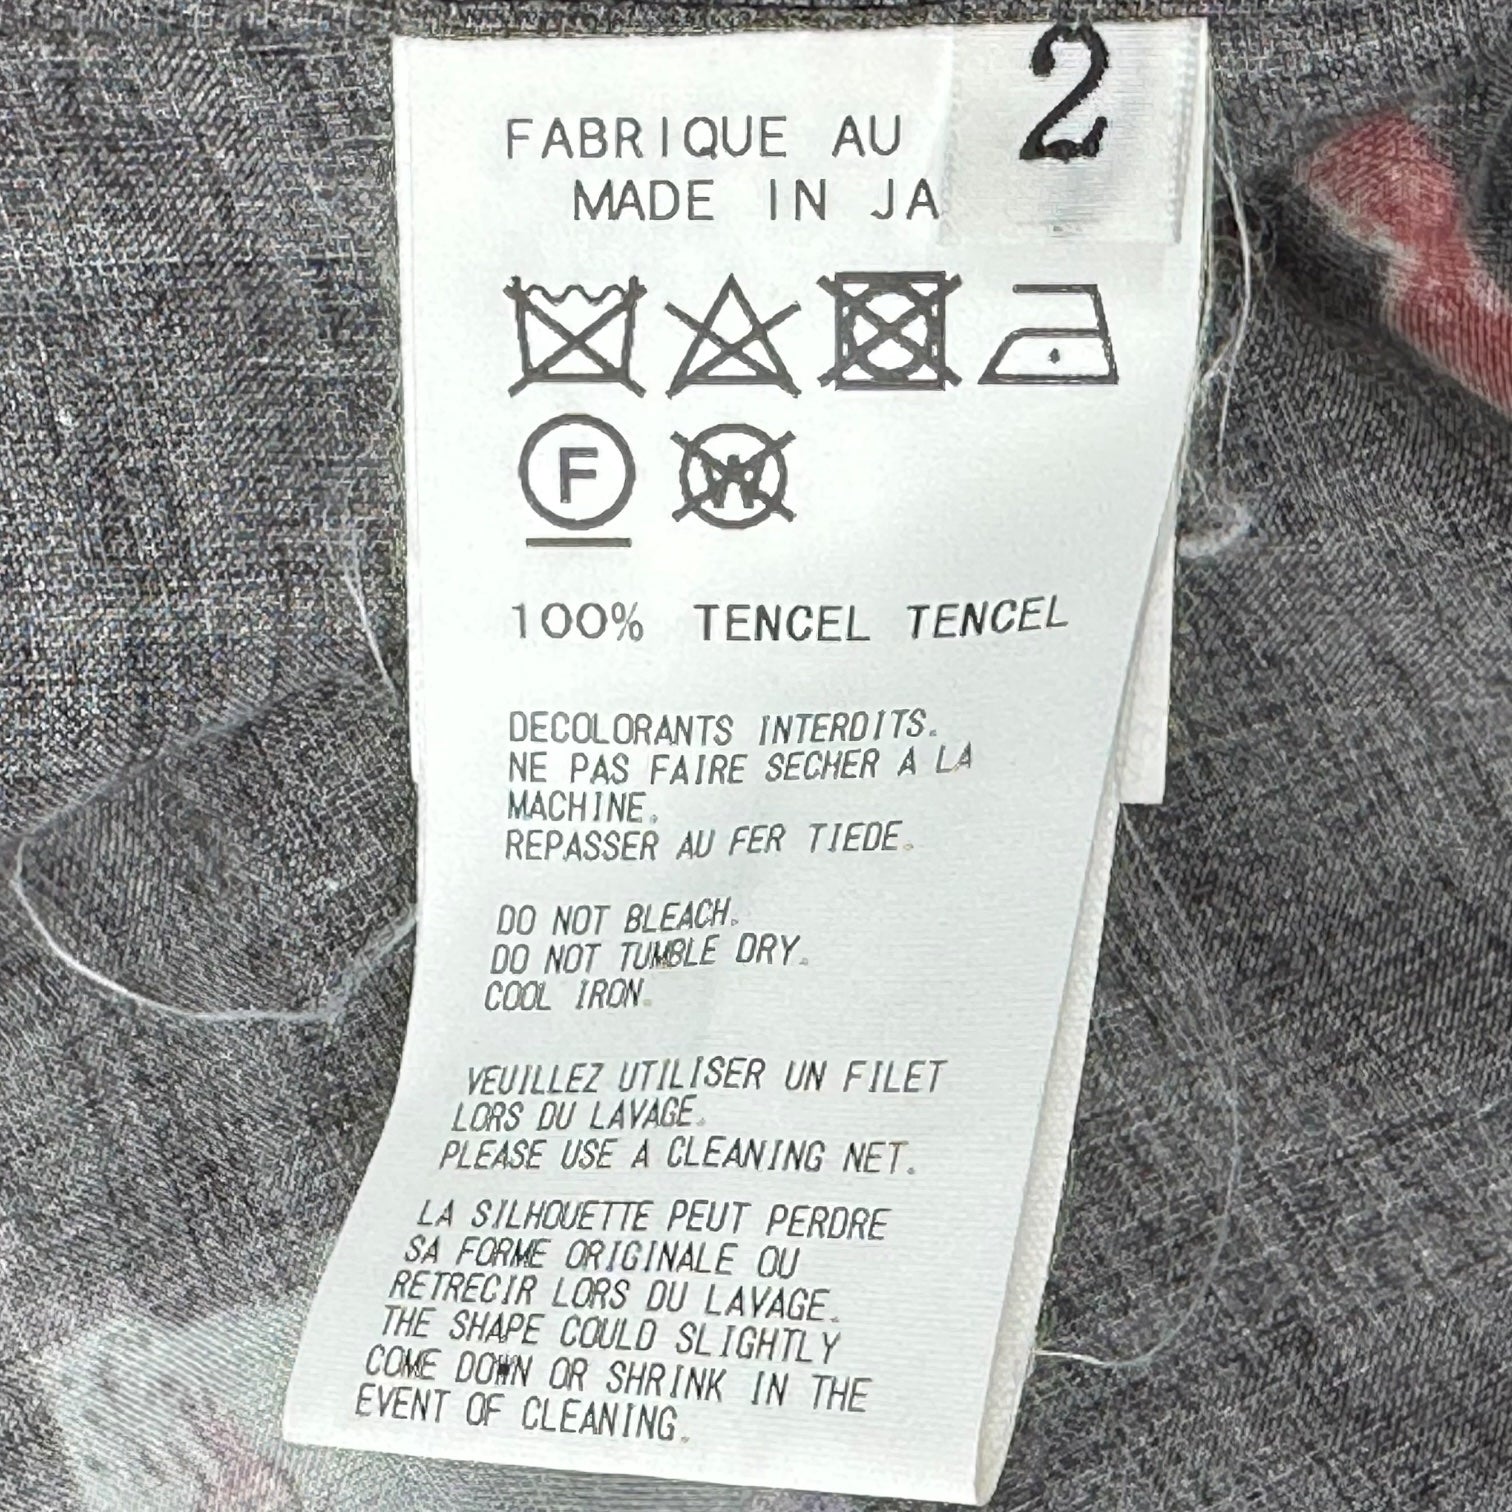 2
FABRIQUE AU
MADE IN JA
F
W
100% TENCEL TENCEL
DECOLORANTS INTERDITS.
NE PAS FAIRE SECHER A LA
MACHINE.
REPASSER AU FER TIEDE.
DO NOT BLEACH.
DO NOT TUMBLE DRY.
COOL IRON.
VEUILLEZ UTILISER UN FILET
LORS DU LAVAGE.
PLEASE USE A CLEANING NET.
LA SILHOUETTE PEUT PERDRE
SA FORME ORIGINALE OU
RETRECIR LORS DU LAVAGE.
THE SHAPE COULD SLIGHTLY
COME DOWN OR SHRINK IN THE
EVENT OF CLEANING.